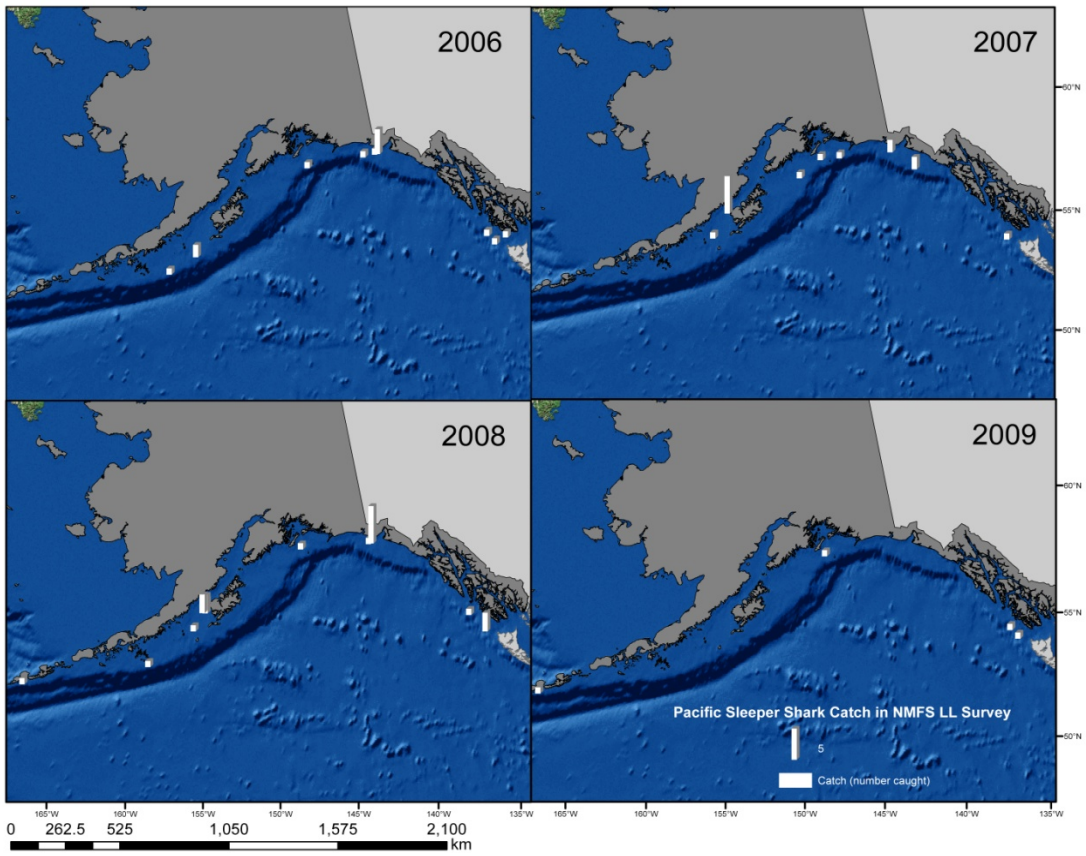 2006
2007
60°N
55°N
50°N
2008
2009
60°N
55°N
Pacific Sleeper Shark Catch in NMFS LL Survey
5
50°N
Catch (number caught)
165°W 160°W 155°W 150°W 145°W 140°W 135°W 165°W 160°W 155°W 150°W 145°W 140°W 135°W
0 262.5 525 1,050 1,575 2,100
km